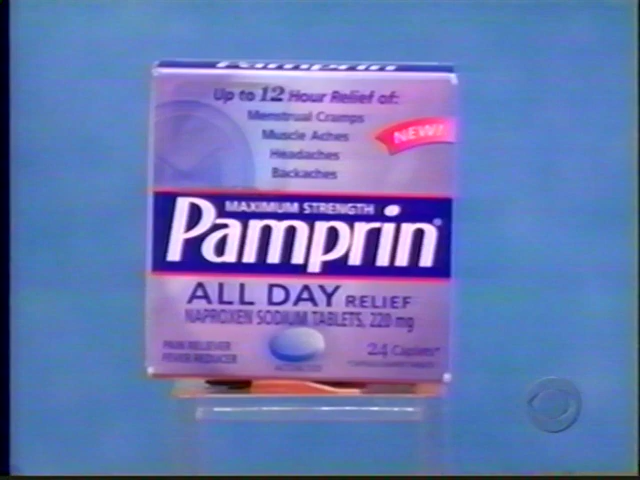 Pamprin
Up to 12 Hour Relief of:
Menstrual Cramps
Muscle Aches
Headaches
Backaches
NEW!
MAXIMUM STRENGTH
Pamprin®
ALL DAY RELIEF
NAPROXEN SODIUM TABLETS, 220 mg
PAIN RELIEVER
FEVER REDUCER
24 Caplets*